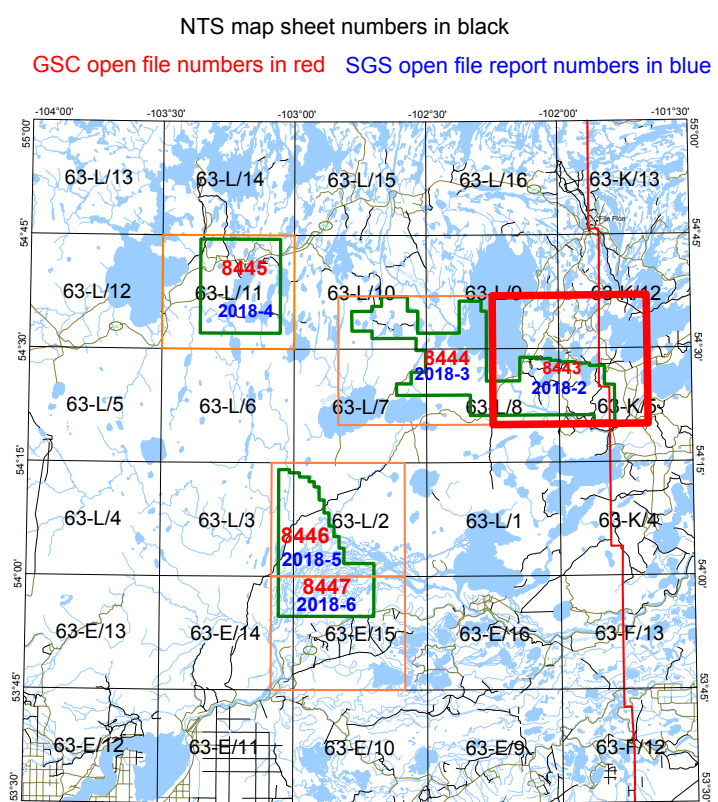 NTS map sheet numbers in black
GSC open file numbers in red SGS open file report numbers in blue
-104°00' -103°30' -103°00' -102°30' -102°00' -101°30'
55°00' 55°00'
63-L/13 63-L/14 63-L/15 63-L/16 63-K/13
Flin Flon
54°45' 54°45'
8445
63-L/12 63-L/11 63-L/10 63-L/9 63-K/12
2018-4
54°30' 54°30'
8444 8443
2018-3 2018-2
63-L/5 63-L/6 63-L/7 63-L/8 63-K/5
54°15' 54°15'
63-L/4 63-L/3 63-L/2 63-L/1 63-K/4
8446
2018-5
54°00' 54°00'
8447
2018-6
63-E/13 63-E/14 63-E/15 63-E/16 63-F/13
53°45' 53°45'
63-E/12 63-E/11 63-E/10 63-E/9 63-F/12
53°30' 53°30'